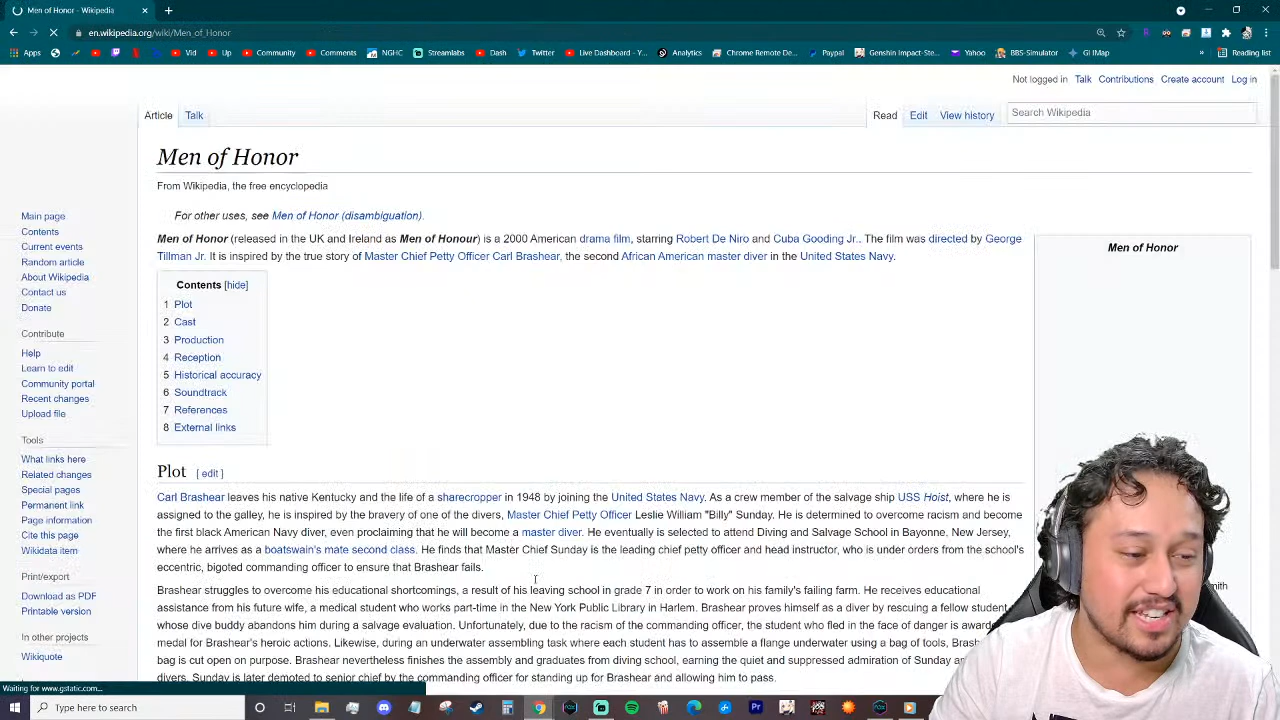 Men of Honor - Wikipedia
en.wikipedia.org/wiki/Men_of_Honor
Apps
Vid
Up
Community
Comments
NGHC
Streamlabs
Dash
Twitter
Live Dashboard - Y...
Analytics
Chrome Remote De...
Paypal
Genshin Impact-Ste...
Yahoo
BBS-Simulator
GI IMap
»
Reading list
Not logged in Talk Contributions Create account Log in
Article Talk Read Edit View history Search Wikipedia
Men of Honor
From Wikipedia, the free encyclopedia
For other uses, see Men of Honor (disambiguation).
Men of Honor (released in the UK and Ireland as Men of Honour) is a 2000 American drama film, starring Robert De Niro and Cuba Gooding Jr.. The film was directed by George
Tillman Jr. It is inspired by the true story of Master Chief Petty Officer Carl Brashear, the second African American master diver in the United States Navy.
Men of Honor
Contents [hide]
1 Plot
2 Cast
3 Production
4 Reception
5 Historical accuracy
6 Soundtrack
7 References
8 External links
Main page
Contents
Current events
Random article
About Wikipedia
Contact us
Donate
Contribute
Help
Learn to edit
Community portal
Recent changes
Upload file
Tools
What links here
Related changes
Special pages
Permanent link
Page information
Cite this page
Wikidata item
Print/export
Download as PDF
Printable version
In other projects
Wikiquote
Plot [ edit ]
Carl Brashear leaves his native Kentucky and the life of a sharecropper in 1948 by joining the United States Navy. As a crew member of the salvage ship USS Hoist, where he is
assigned to the galley, he is inspired by the bravery of one of the divers, Master Chief Petty Officer Leslie William "Billy" Sunday. He is determined to overcome racism and become
the first black American Navy diver, even proclaiming that he will become a master diver. He eventually is selected to attend Diving and Salvage School in Bayonne, New Jersey,
where he arrives as a boatswain's mate second class. He finds that Master Chief Sunday is the leading chief petty officer and head instructor, who is under orders from the school's
eccentric, bigoted commanding officer to ensure that Brashear fails.
Brashear struggles to overcome his educational shortcomings, a result of his leaving school in grade 7 in order to work on his family's failing farm. He receives educational
assistance from his future wife, a medical student who works part-time in the New York Public Library in Harlem. Brashear proves himself as a diver by rescuing a fellow student
whose dive buddy abandons him during a salvage evaluation. Unfortunately, due to the racism of the commanding officer, the student who fled in the face of danger is awarde
medal for Brashear's heroic actions. Likewise, during an underwater assembling task where each student has to assemble a flange underwater using a bag of tools, Brash
bag is cut open on purpose. Brashear nevertheless finishes the assembly and graduates from diving school, earning the quiet and suppressed admiration of Sunday an
divers. Sunday is later demoted to senior chief by the commanding officer for standing up for Brashear and allowing him to pass.
mith
Waiting for www.gstatic.com...
Type here to search